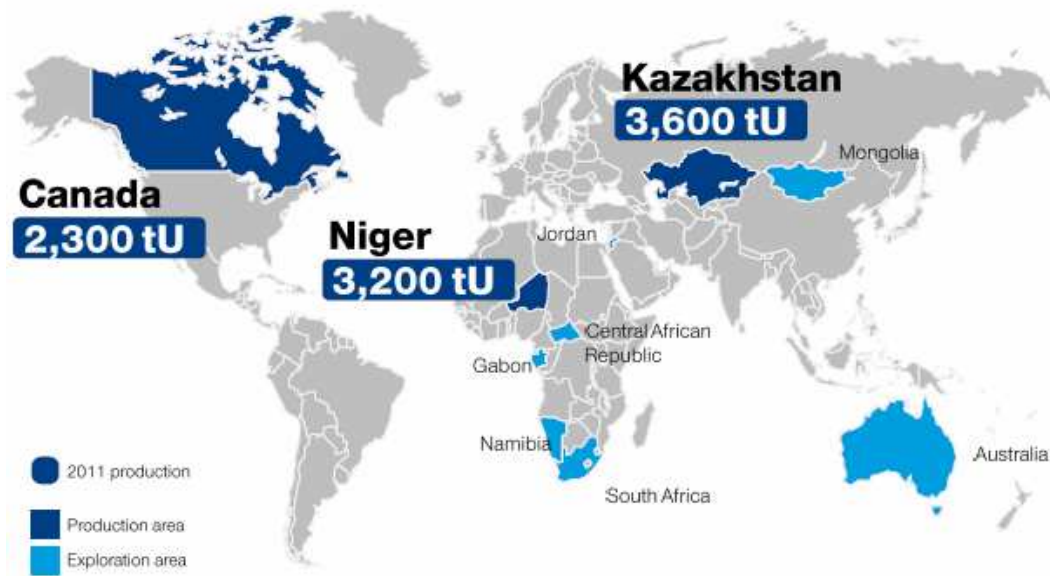 Kazakhstan
3,600 tU
Mongolia
Canada
2,300 tU
Niger
3,200 tU
Jordan
Central African
Republic
Gabon
Namibia
South Africa
Australia
2011 production
Production area
Exploration area